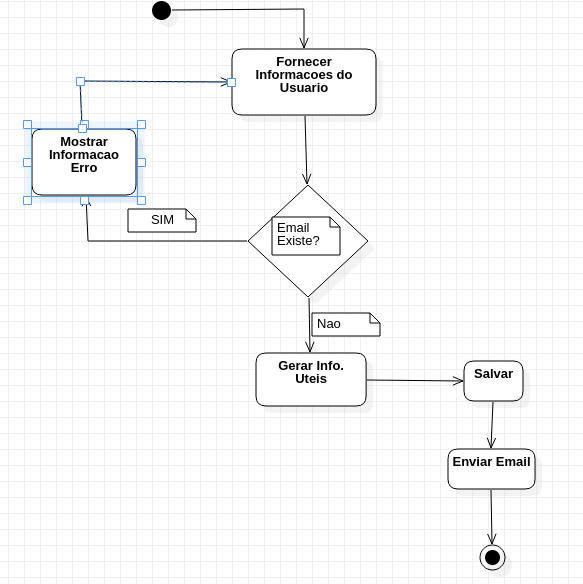 Fornecer
Informacoes do
Usuario
Mostrar
Informacao
Erro
SIM
Email
Existe?
Nao
Gerar Info.
Uteis
Salvar
Enviar Email